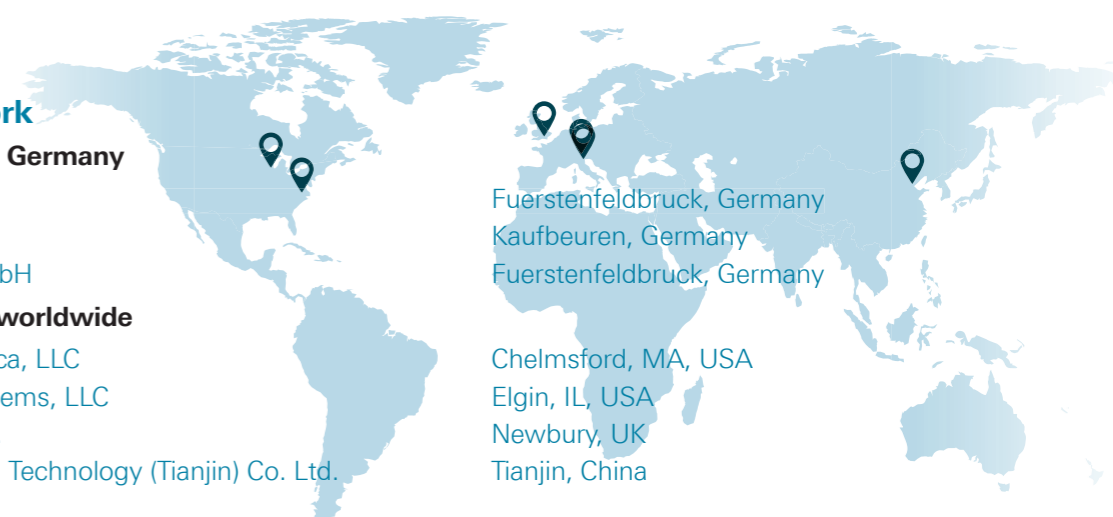 rk
Germany
Fuerstenfeldbruck, Germany
Kaufbeuren, Germany
bH Fuerstenfeldbruck, Germany
worldwide
ca, LLC Chelmsford, MA, USA
ems, LLC Elgin, IL, USA
Newbury, UK
Technology (Tianjin) Co. Ltd. Tianjin, China